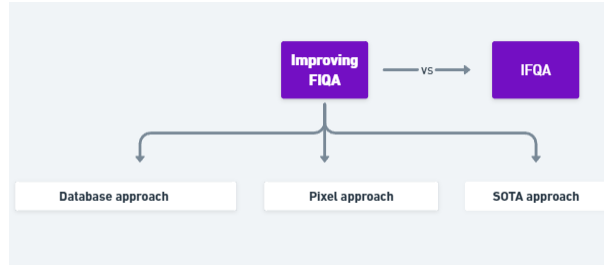 Improving
FIQA
vs
IFQA
Database approach
Pixel approach
SOTA approach